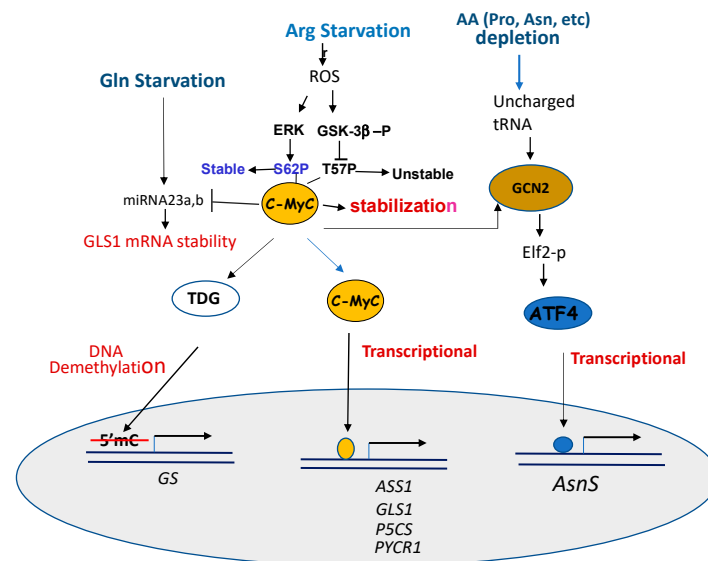 Arg Starvation
r
ROS
ERK
GSK-3β–P
Stable
S62P
T57P
Unstable
C-MyC
stabilization
Gln Starvation
miRNA23a,b
GLS1 mRNA stability
AA (Pro, Asn, etc)
depletion
Uncharged
tRNA
GCN2
Elf2-p
ATF4
TDG
C-MyC
DNA
Demethylation
Transcriptional
Transcriptional
5'mC
GS
ASS1
GLS1
P5CS
PYCR1
AsnS